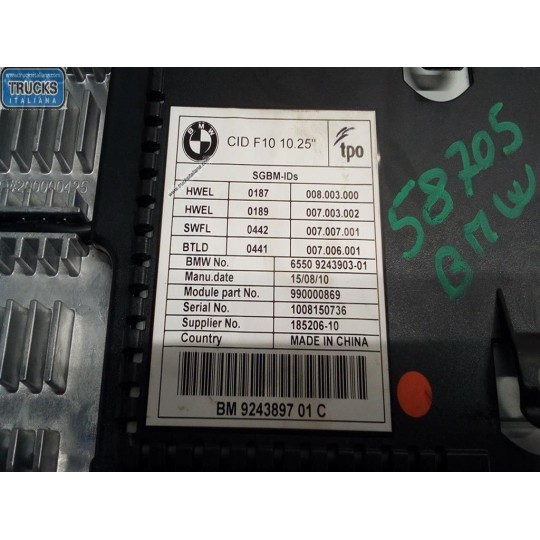 TRUCKS
ITALIANA
BMW
CID F10 10.25"
tpo
SGBM-IDs
HWEL 0187 008.003.000
HWEL 0189 007.003.002
SWFL 0442 007.007.001
BTLD 0441 007.006.001
BMW No. 6550 9243903-01
Manu.date 15/08/10
Module part No. 990000869
Serial No. 1008150736
Supplier No. 185206-10
Country MADE IN CHINA
BM 9243897 01 C
58705
BMW